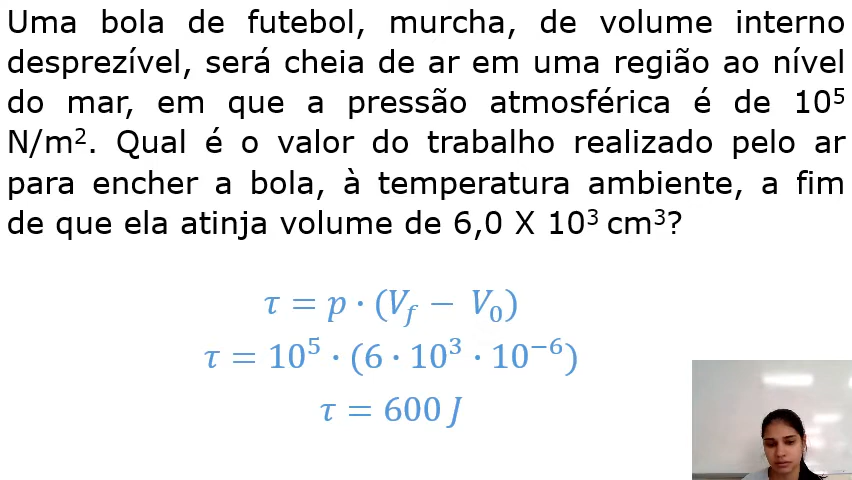 Uma bola de futebol, murcha, de volume interno
desprezível, será cheia de ar em uma região ao nível
do mar, em que a pressão atmosférica é de 10⁵
N/m². Qual é o valor do trabalho realizado pelo ar
para encher a bola, à temperatura ambiente, a fim
de que ela atinja volume de 6,0 X 10³ cm³?
τ = p · (V_f − V₀)
τ = 10⁵ · (6 · 10³ · 10⁻⁶)
τ = 600 J